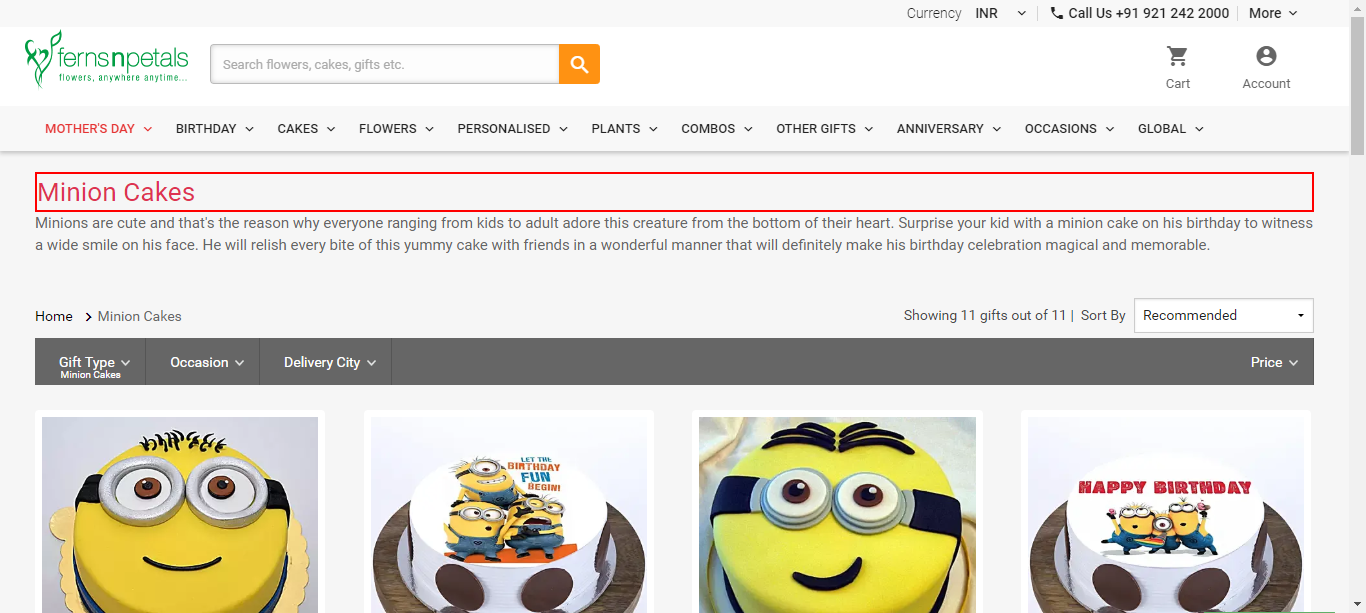 Currency INR Call Us +91 921 242 2000 More
fernsnpetals
flowers, anywhere anytime...
Search flowers, cakes, gifts etc.
Cart Account
MOTHER'S DAY BIRTHDAY CAKES FLOWERS PERSONALISED PLANTS COMBOS OTHER GIFTS ANNIVERSARY OCCASIONS GLOBAL
Minion Cakes
Minions are cute and that's the reason why everyone ranging from kids to adult adore this creature from the bottom of their heart. Surprise your kid with a minion cake on his birthday to witness
a wide smile on his face. He will relish every bite of this yummy cake with friends in a wonderful manner that will definitely make his birthday celebration magical and memorable.
Home Minion Cakes
Showing 11 gifts out of 11 | Sort By Recommended
Gift Type Occasion Delivery City Price
Minion Cakes
LET THE
BIRTHDAY
FUN
BEGIN!
HAPPY BIRTHDAY